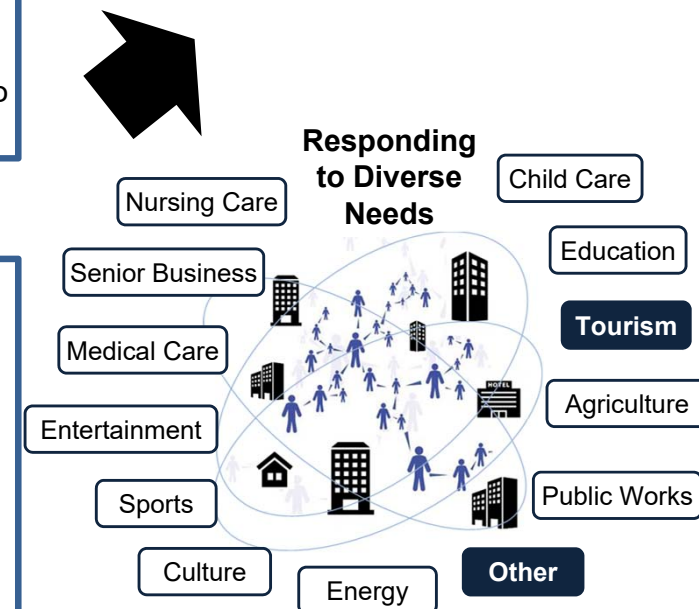 Responding
to Diverse
Needs
Nursing Care
Child Care
Senior Business
Education
Medical Care
Tourism
HOTEL
Entertainment
Agriculture
Sports
Public Works
Culture
Energy
Other